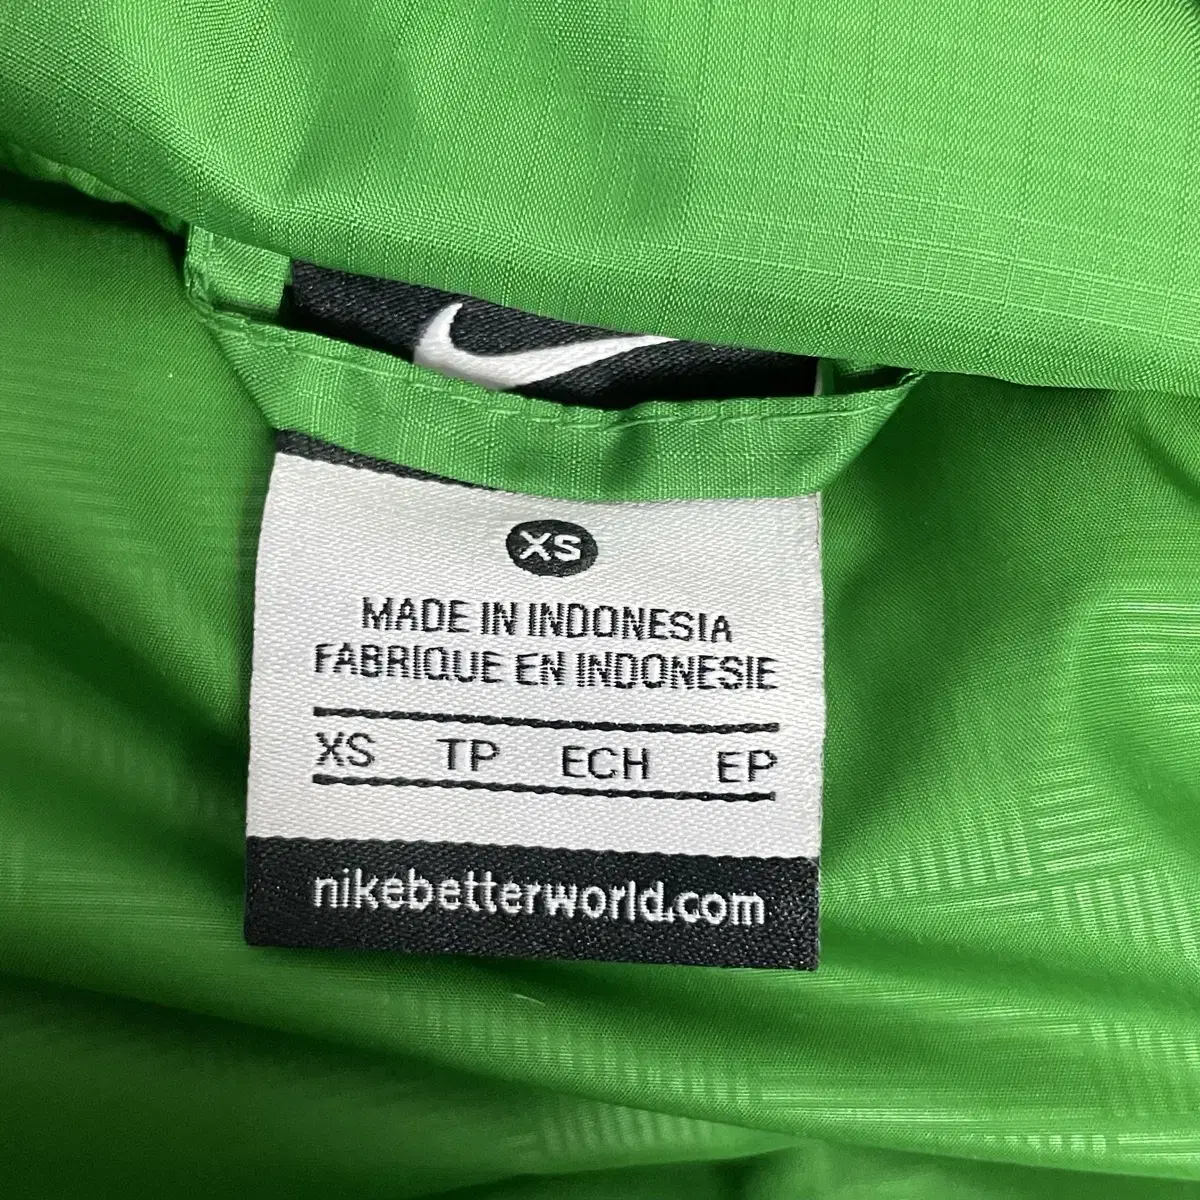 XS
MADE IN INDONESIA
FABRIQUE EN INDONESIE
XS TP ECH EP
nikebetterworld.com